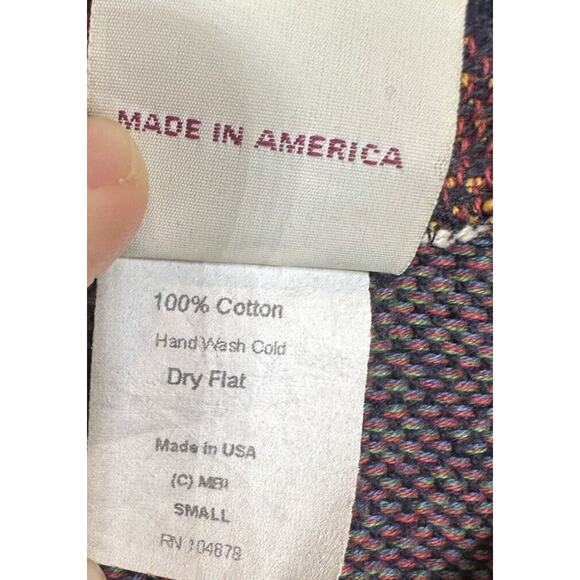 MADE IN AMERICA
100% Cotton
Hand Wash Cold
Dry Flat
Made in USA
(C) MBI
SMALL
RN 104878